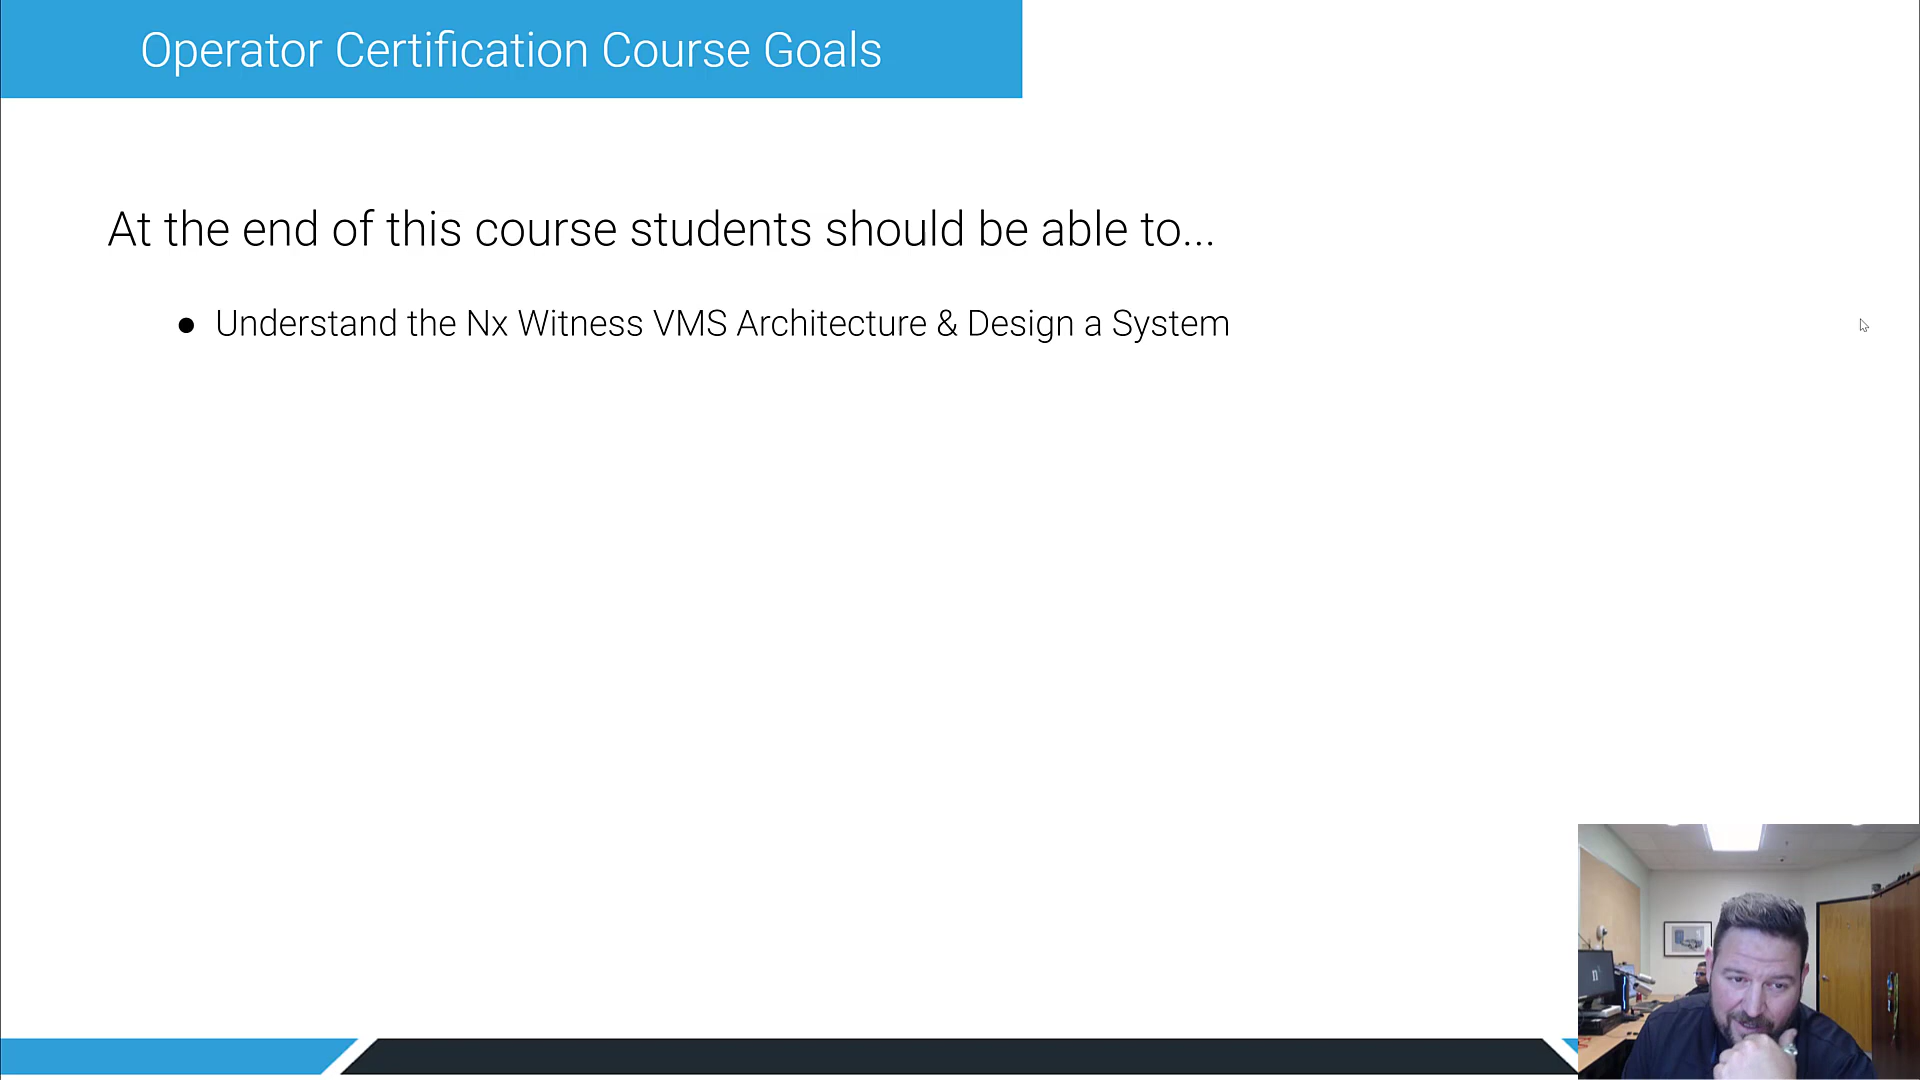 Operator Certification Course Goals
At the end of this course students should be able to...
● Understand the Nx Witness VMS Architecture & Design a System